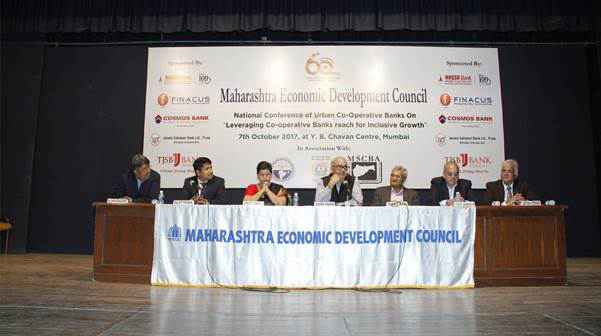 Sponsored By:
Sponsored By:
60
Maharashtra Economic Development Council
National Conference of Urban Co-Operative Banks On
'Leveraging Co-operative Banks reach for Inclusive Growth'
7th October 2017, at Y. B. Chavan Centre, Mumbai
In Association With:
MSCBA
FINACUS
COSMOS BANK
TJSB BANK
FINACUS
COSMOS BANK
TJSB BANK
MAHARASHTRA ECONOMIC DEVELOPMENT COUNCIL